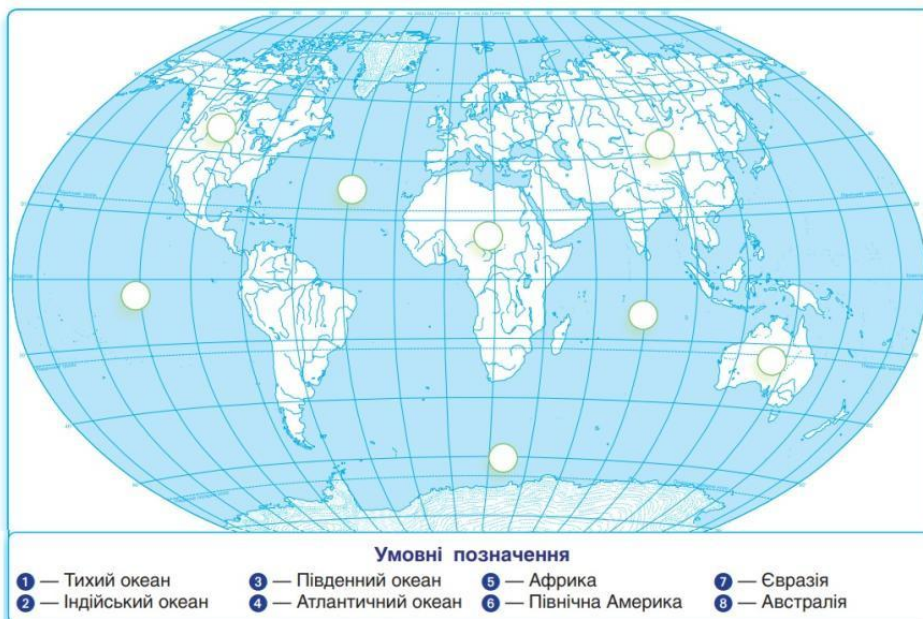 Умовні позначення
1 — Тихий океан
3 — Південний океан
5 — Африка
7 — Євразія
2 — Індійський океан
4 — Атлантичний океан
6 — Північна Америка
8 — Австралія